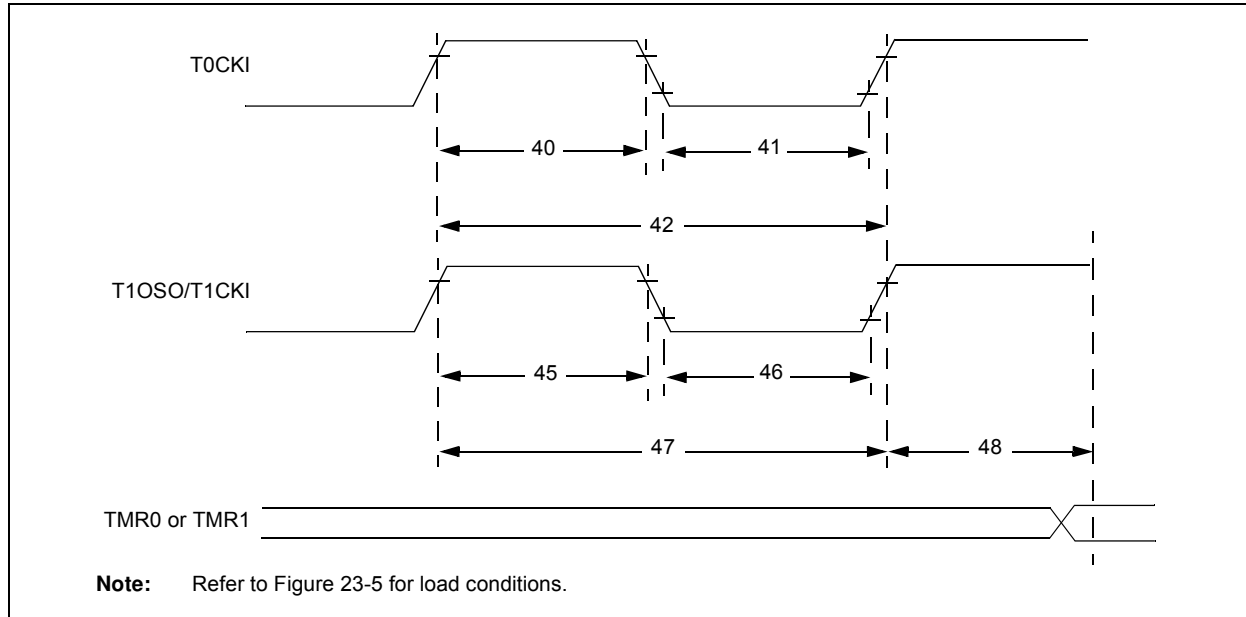 T0CKI
40
41
42
T1OSO/T1CKI
45
46
47
48
TMR0 or TMR1
Note: Refer to Figure 23-5 for load conditions.